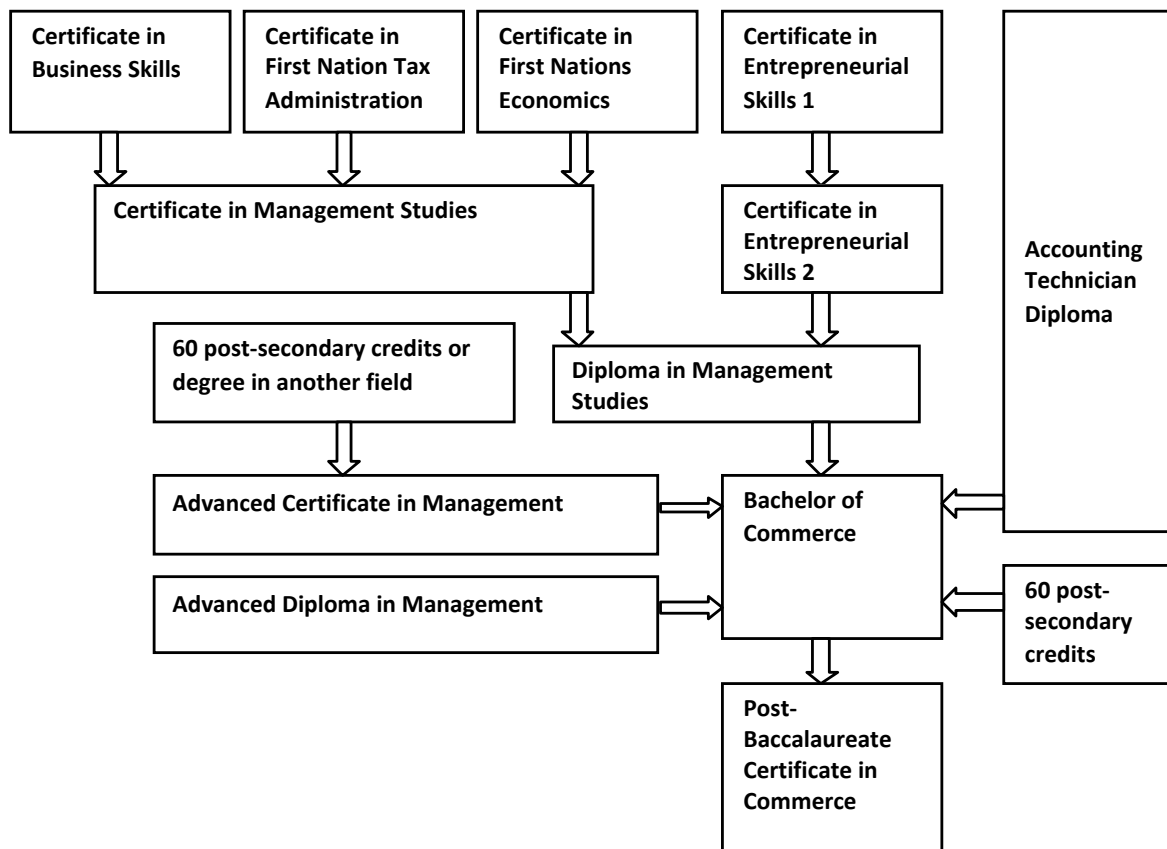 Certificate in
Business Skills
Certificate in
First Nation Tax
Administration
Certificate in
First Nations
Economics
Certificate in
Entrepreneurial
Skills 1
Certificate in Management Studies
Certificate in
Entrepreneurial
Skills 2
Accounting
Technician
Diploma
60 post-secondary credits or
degree in another field
Diploma in Management
Studies
Advanced Certificate in Management
Bachelor of
Commerce
Advanced Diploma in Management
60 post-
secondary
credits
Post-
Baccalaureate
Certificate in
Commerce